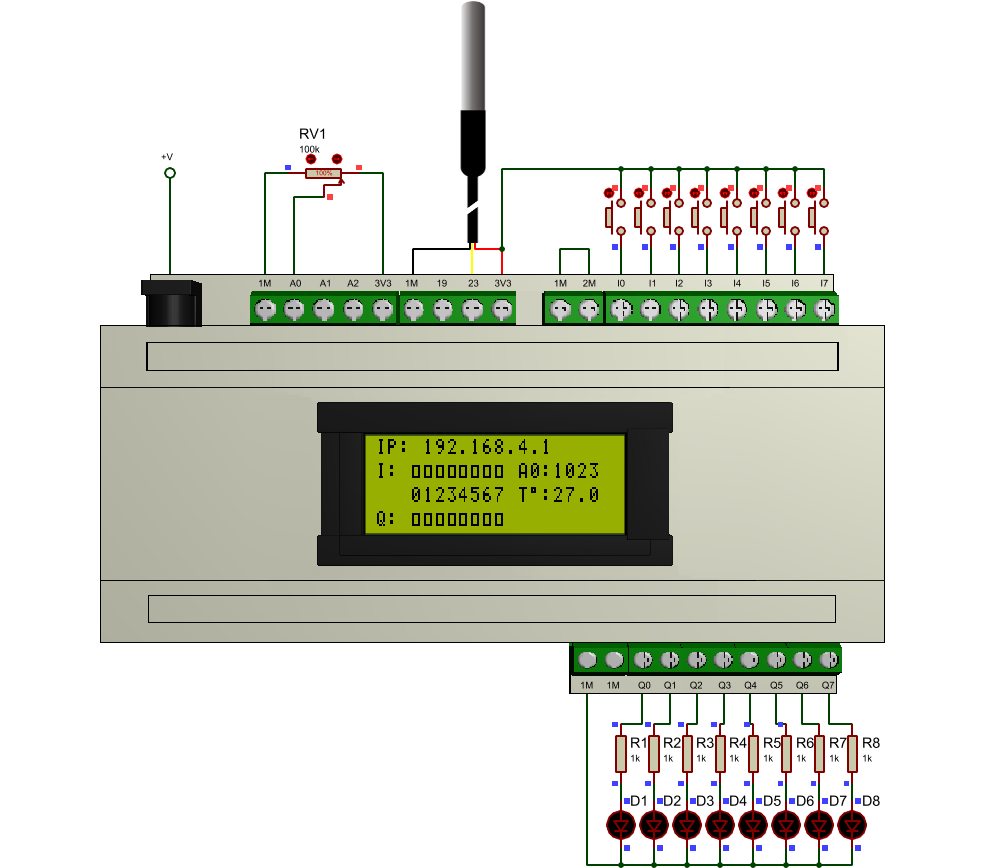 RV1
100k
+V
100%
1M A0 A1 A2 3V3 1M 19 23 3V3 1M 2M I0 I1 I2 I3 I4 I5 I6 I7
IP: 192.168.4.1
I: 00000000 A0:1023
01234567 T°:27.0
Q: 00000000
1M 1M Q0 Q1 Q2 Q3 Q4 Q5 Q6 Q7
R1 R2 R3 R4 R5 R6 R7 R8
1k 1k 1k 1k 1k 1k 1k 1k
D1 D2 D3 D4 D5 D6 D7 D8